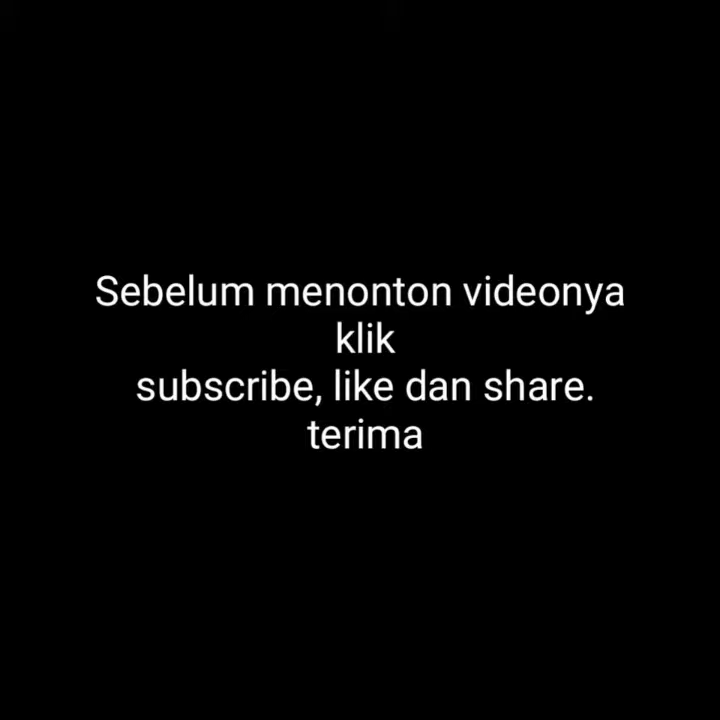 Sebelum menonton videonya
klik
subscribe, like dan share.
terima